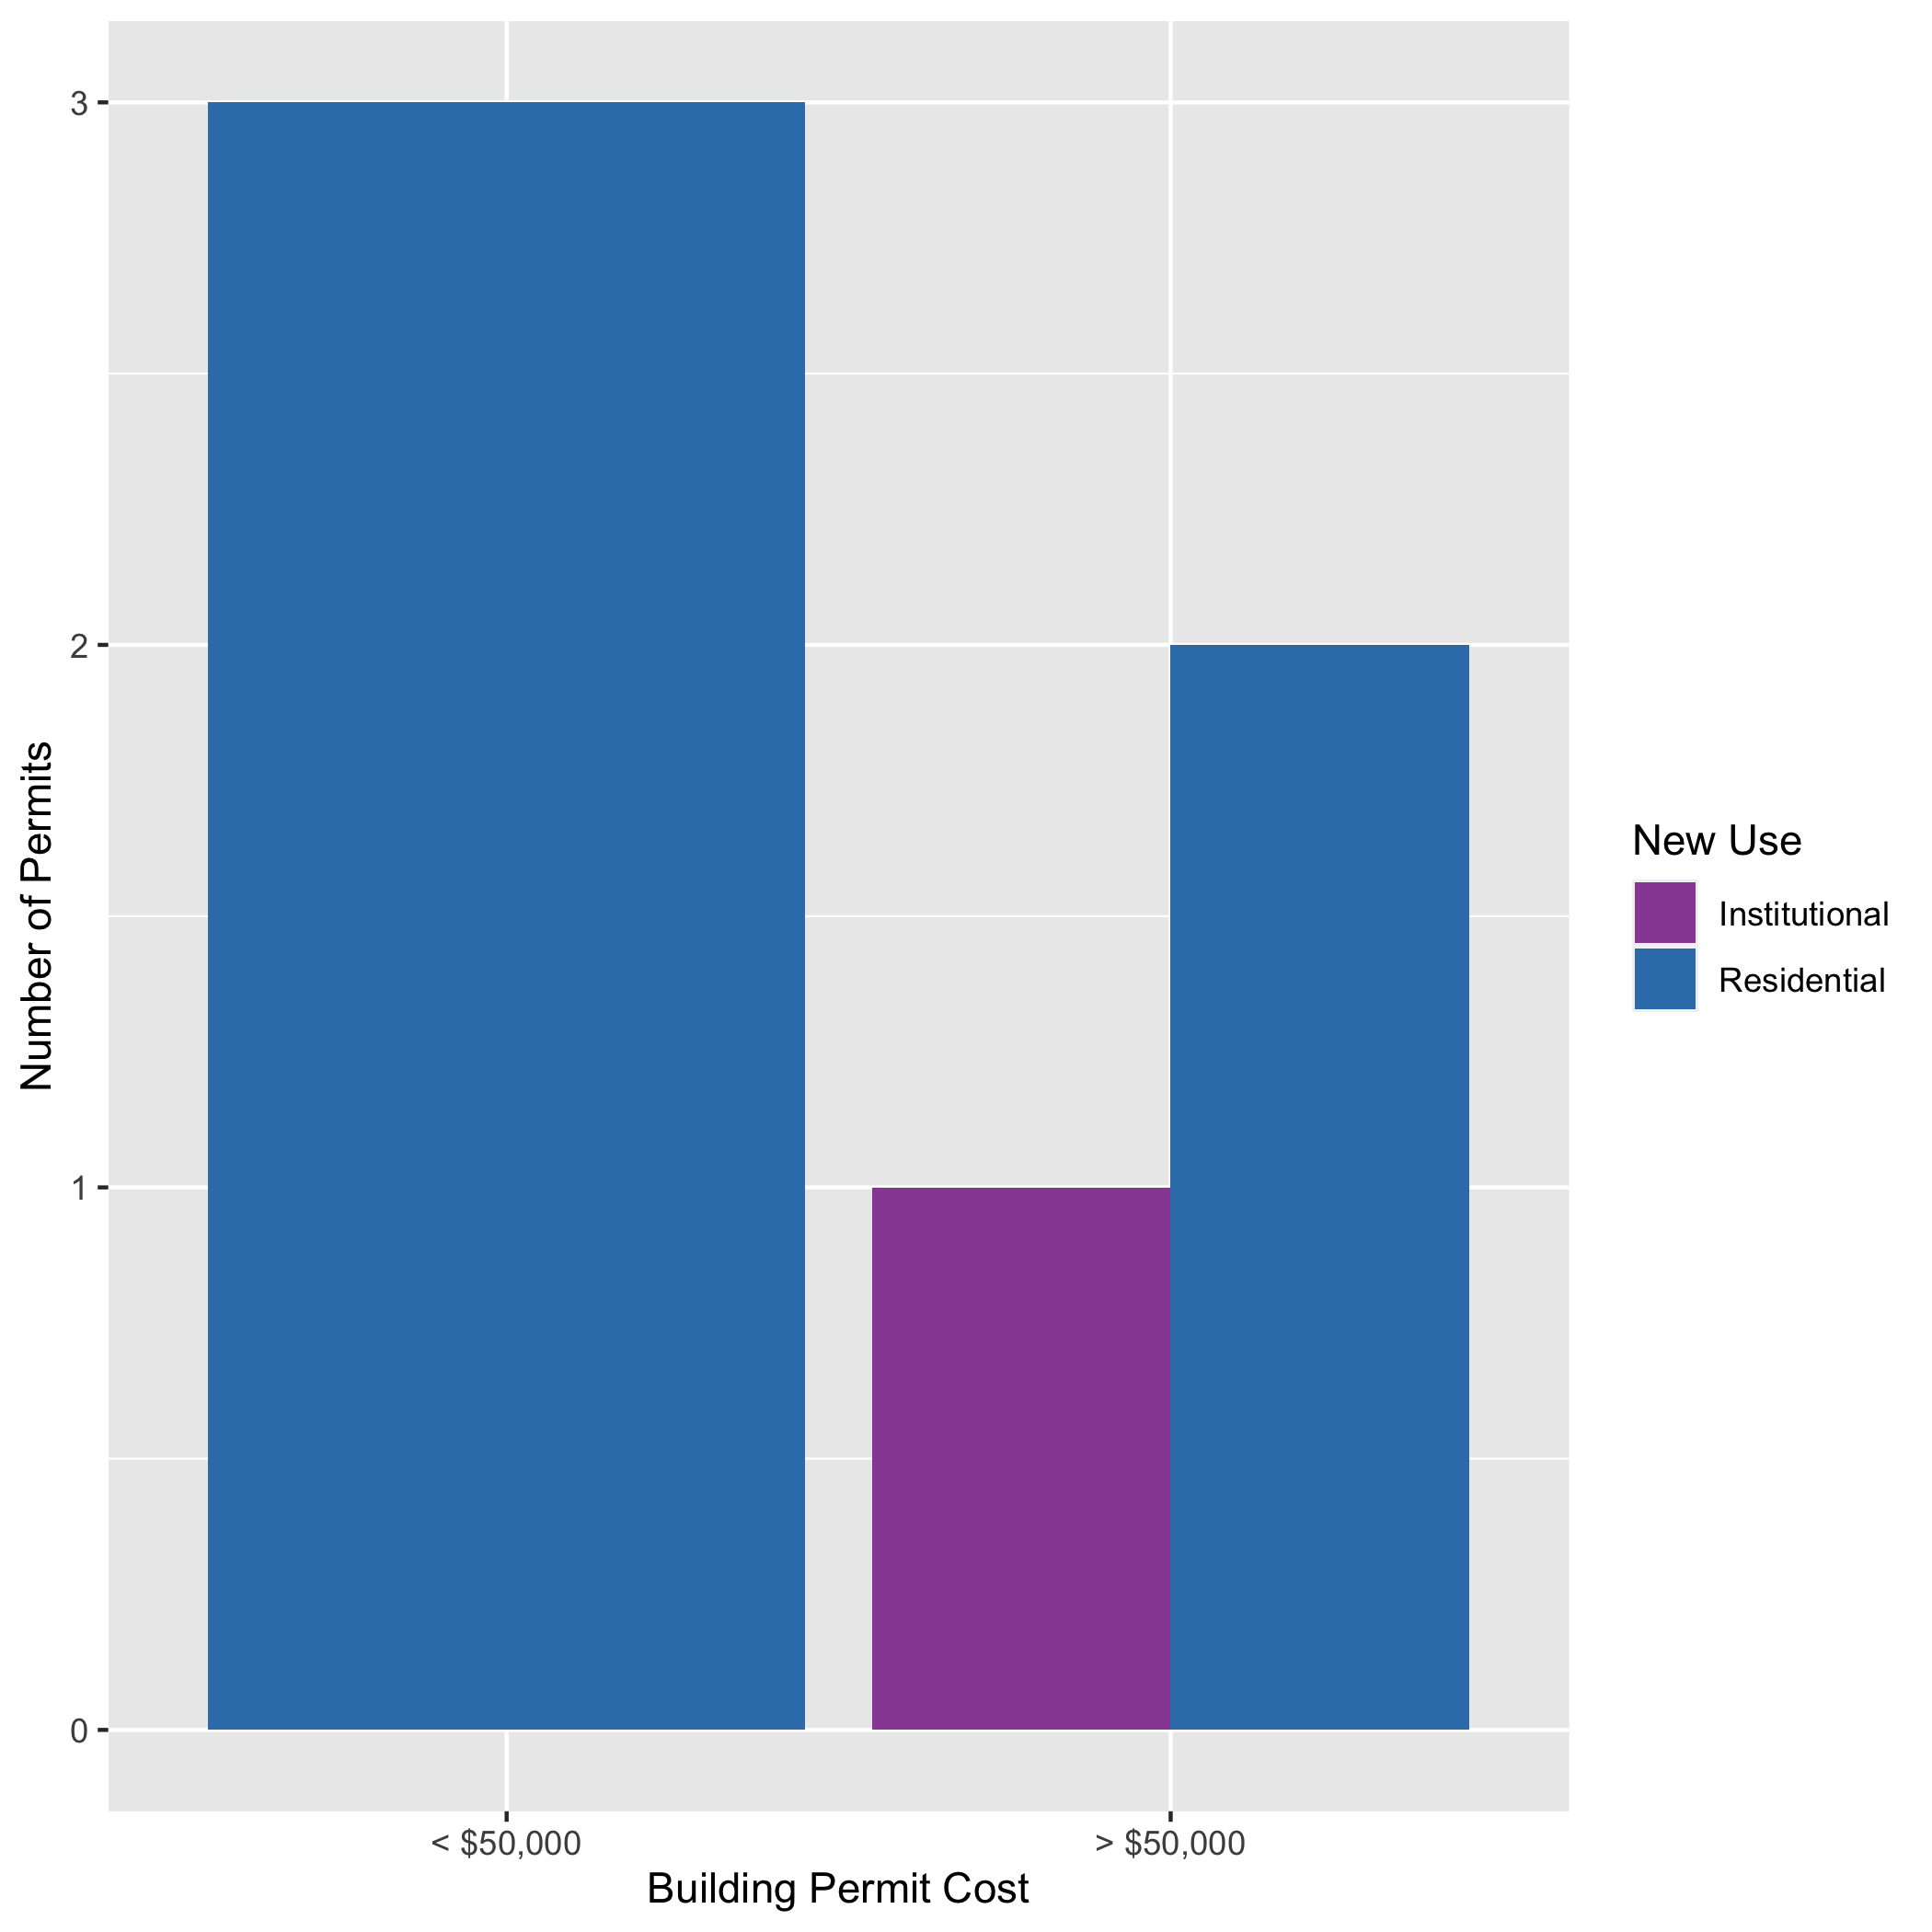 3
2
1
0
Number of Permits
< $50,000
> $50,000
Building Permit Cost
New Use
Institutional
Residential